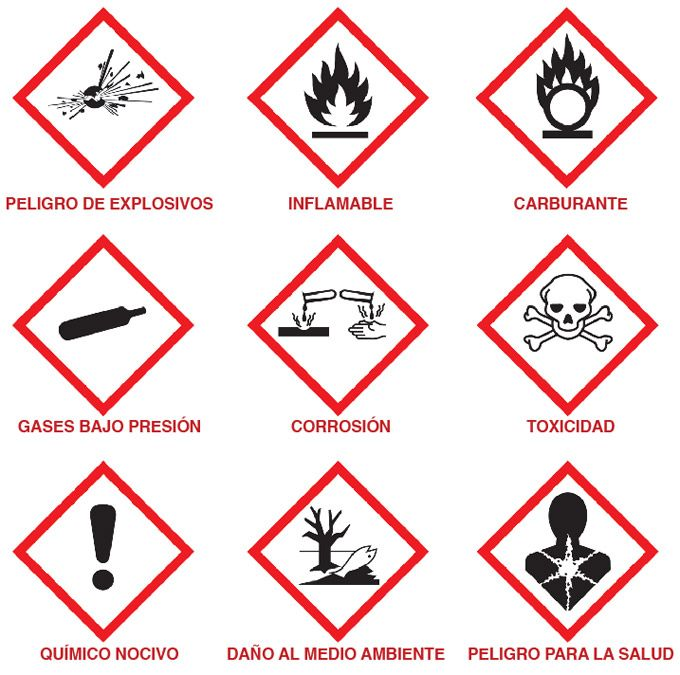 PELIGRO DE EXPLOSIVOS
INFLAMABLE
CARBURANTE
GASES BAJO PRESIÓN
CORROSIÓN
TOXICIDAD
QUÍMICO NOCIVO
DAÑO AL MEDIO AMBIENTE
PELIGRO PARA LA SALUD